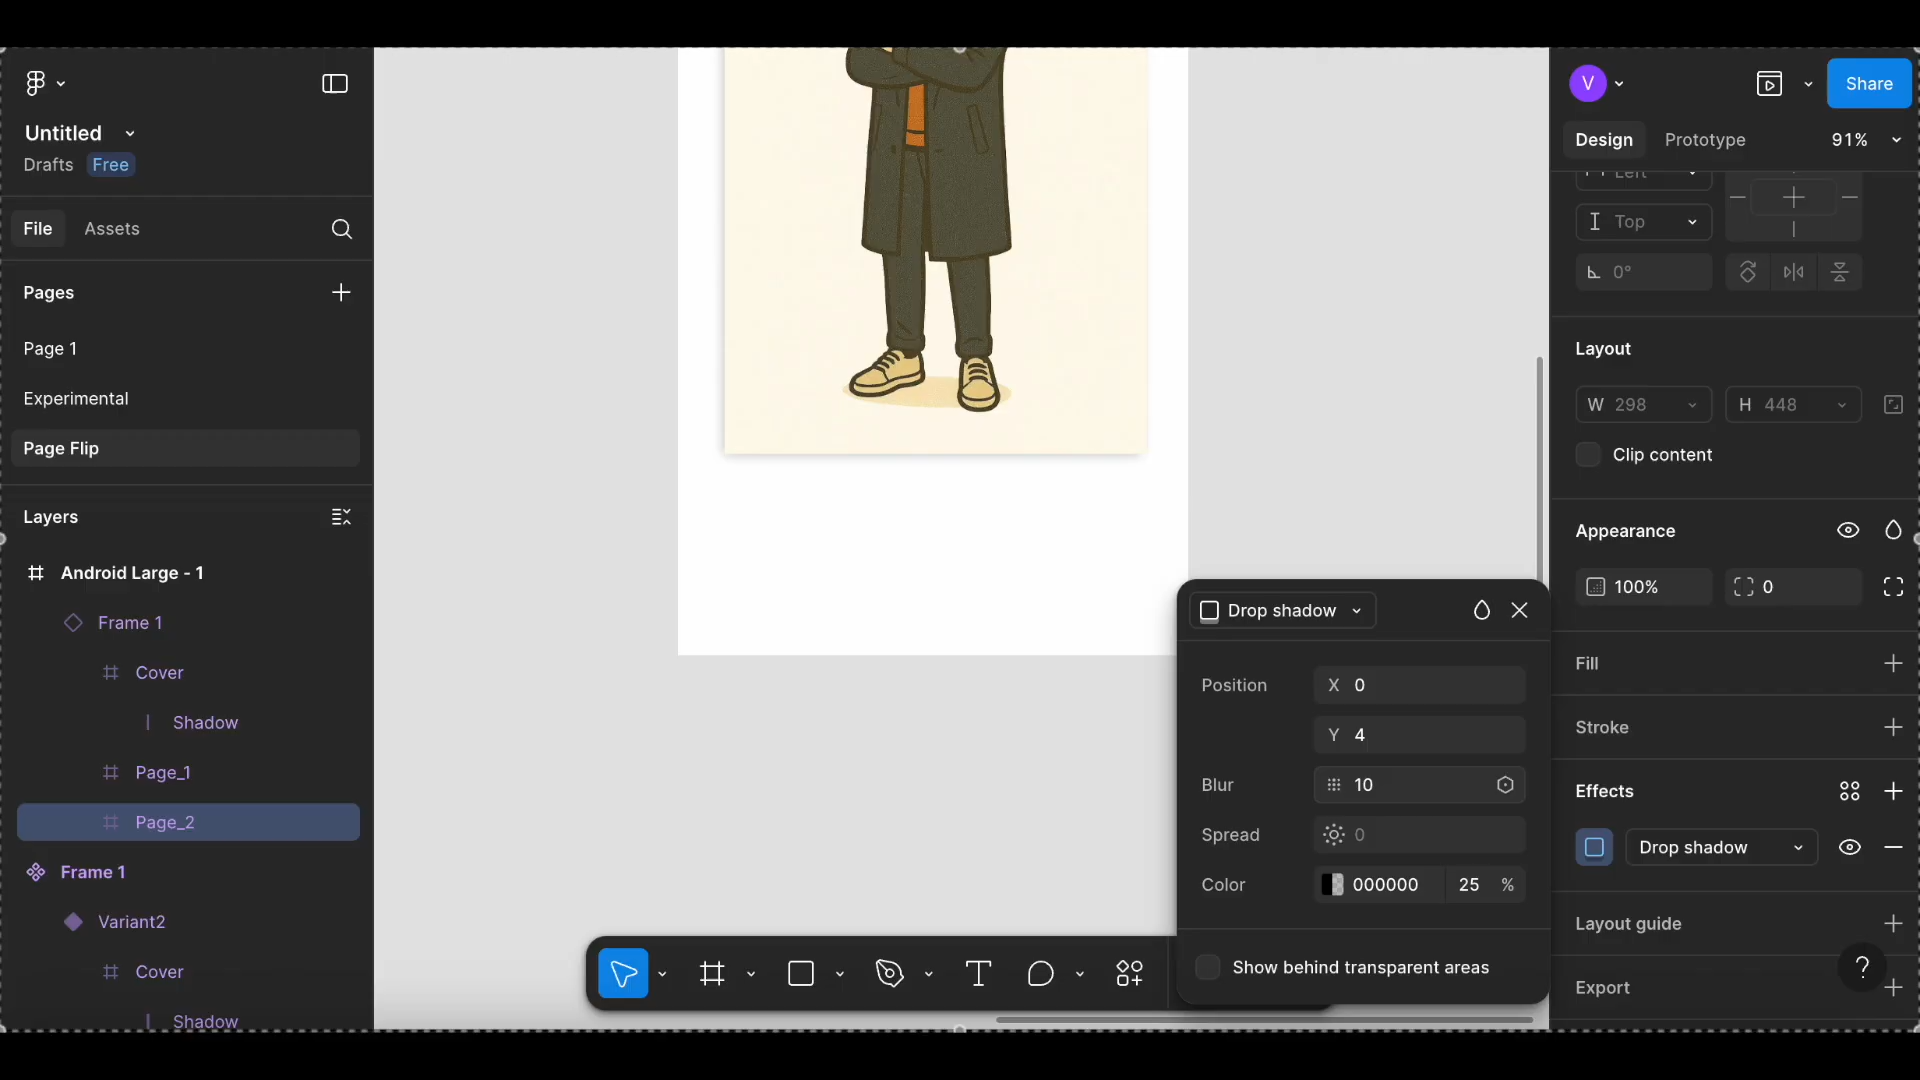 Untitled
Drafts Free
File Assets
Pages
Page 1
Experimental
Page Flip
Layers
Android Large - 1
Frame 1
Cover
Shadow
Page_1
Page_2
Frame 1
Variant2
Cover
Shadow
Drop shadow
Position X 0
Y 4
Blur 10
Spread 0
Color 000000 25 %
Show behind transparent areas
V Share
Design Prototype 91%
Left
Top
0°
Layout
W 298 H 448
Clip content
Appearance
100% 0
Fill
Stroke
Effects
Drop shadow
Layout guide
?
Export